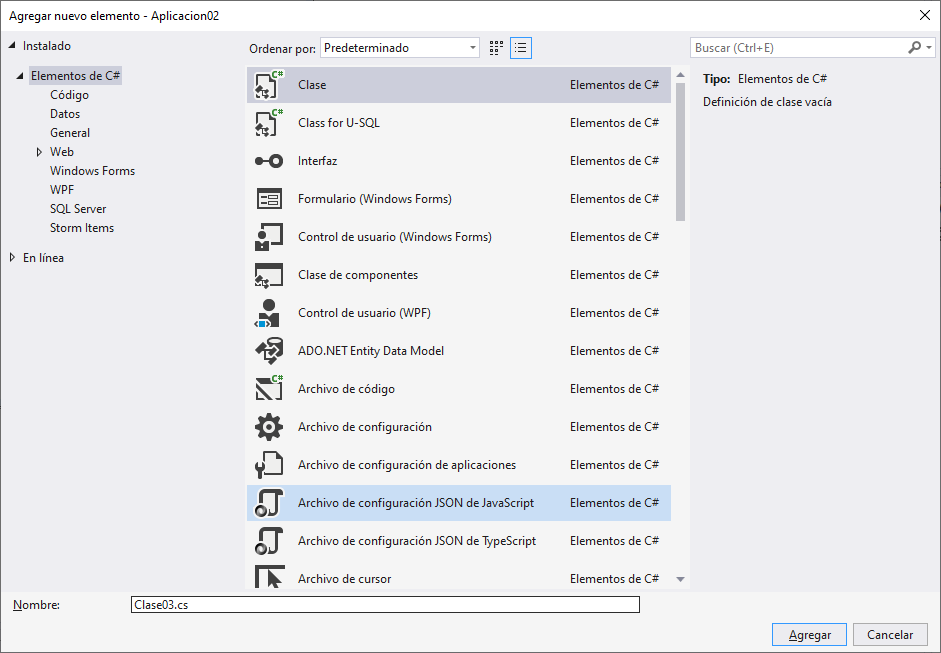 Agregar nuevo elemento - Aplicacion02
Instalado
Elementos de C#
Código
Datos
General
Web
Windows Forms
WPF
SQL Server
Storm Items
En línea
Ordenar por: Predeterminado
Clase Elementos de C#
Class for U-SQL Elementos de C#
Interfaz Elementos de C#
Formulario (Windows Forms) Elementos de C#
Control de usuario (Windows Forms) Elementos de C#
Clase de componentes Elementos de C#
Control de usuario (WPF) Elementos de C#
ADO.NET Entity Data Model Elementos de C#
Archivo de código Elementos de C#
Archivo de configuración Elementos de C#
Archivo de configuración de aplicaciones Elementos de C#
Archivo de configuración JSON de JavaScript Elementos de C#
Archivo de configuración JSON de TypeScript Elementos de C#
Archivo de cursor Elementos de C#
Buscar (Ctrl+E)
Tipo: Elementos de C#
Definición de clase vacía
Nombre: Clase03.cs
Agregar Cancelar